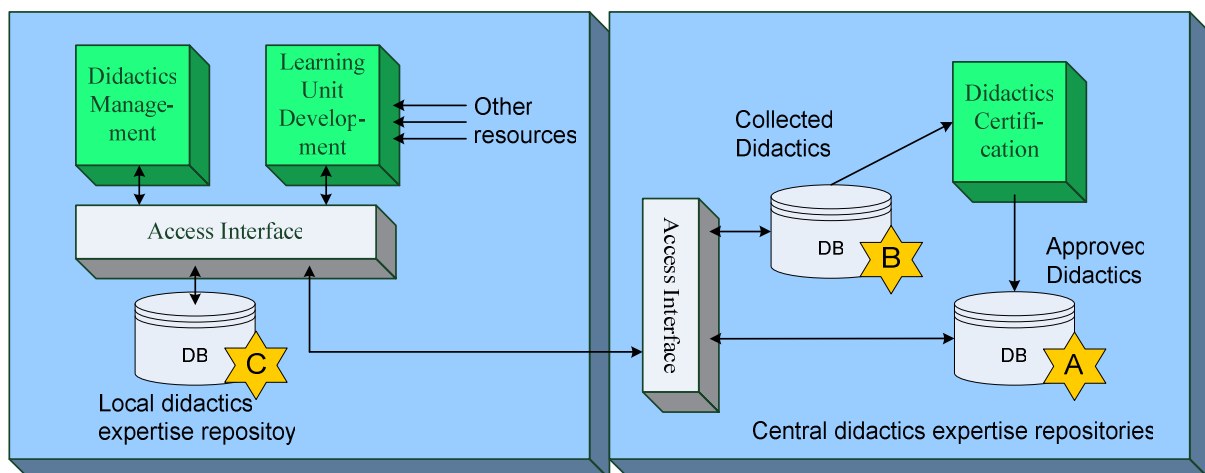 Didactics
Manage-
ment
Learning
Unit
Develop-
ment
Other
resources
Access Interface
DB
C
Local didactics
expertise repositoy
Collected
Didactics
Didactics
Certifi-
cation
Access Interface
DB
B
Approved
Didactics
DB
A
Central didactics expertise repositories